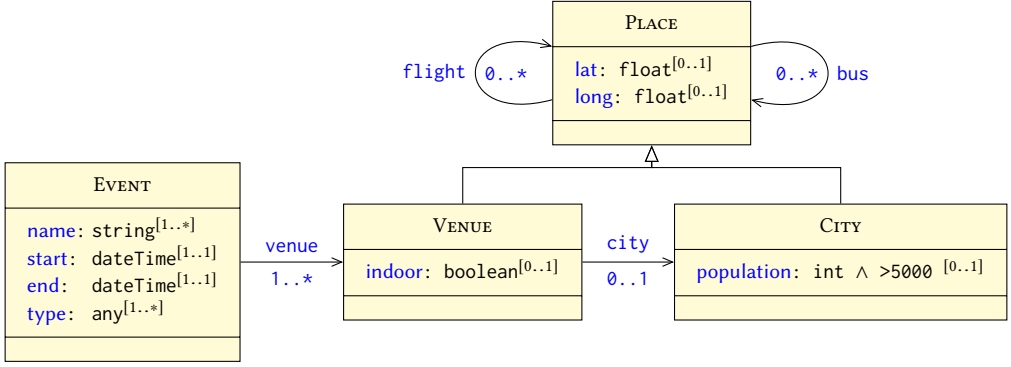 PLACE
flight 0..*
0..* bus
lat: float[0..1]
long: float[0..1]
EVENT
name: string[1..*]
start: dateTime[1..1]
end: dateTime[1..1]
type: any[1..*]
venue
1..*
VENUE
indoor: boolean[0..1]
city
0..1
CITY
population: int ∧ >5000 [0..1]